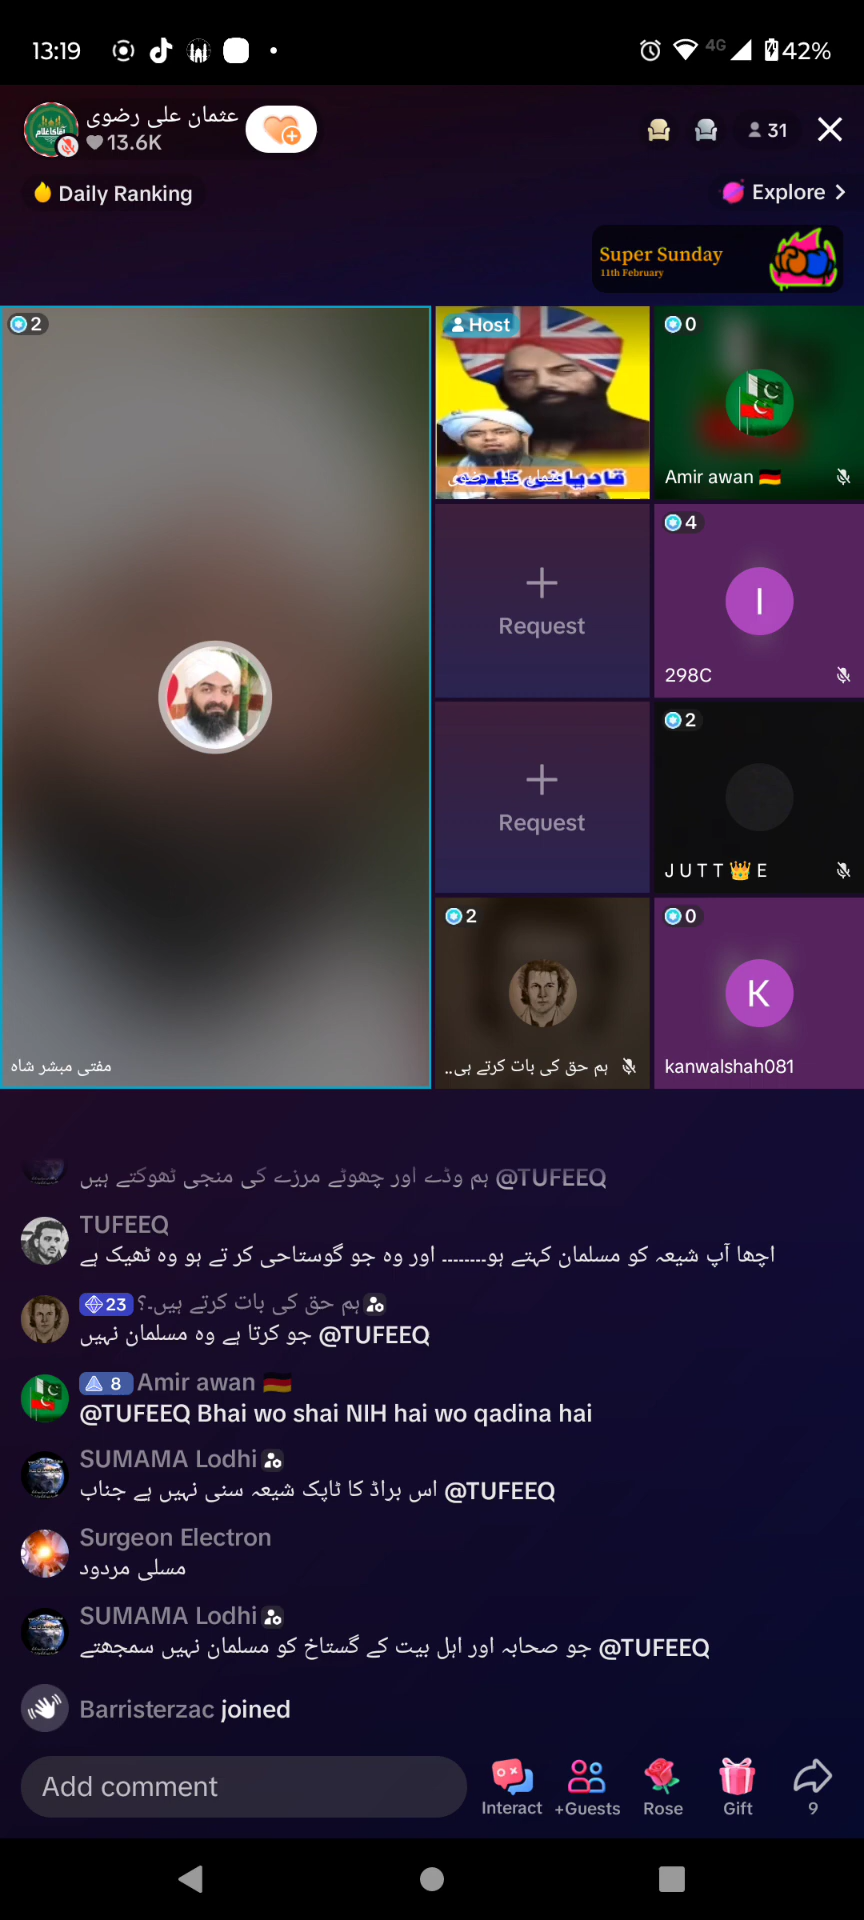 13:19
4G
42%
عثمان علی رضوی
13.6K
31
Daily Ranking
Explore
Super Sunday
11th February
2
Host
0
Amir awan 🇩🇪
4
I
298C
Request
2
J U T T 👑 E
Request
2
0
K
مفتی مبشر شاہ
ہم حق کی بات کرتے ہی..
kanwalshah081
@TUFEEQ ہم وڈے اور چھوٹے مرزے کی منجی ٹھوکتے ہیں
TUFEEQ
اچھا آپ شیعہ کو مسلمان کہتے ہو-------- اور وہ جو گوستاحی کر تے ہو وہ ٹھیک ہے
23 ہم حق کی بات کرتے ہیں۔؟
@TUFEEQ جو کرتا ہے وہ مسلمان نہیں
8 Amir awan 🇩🇪
@TUFEEQ Bhai wo shai NIH hai wo qadina hai
SUMAMA Lodhi
@TUFEEQ اس براڈ کا ٹاپک شیعہ سنی نہیں ہے جناب
Surgeon Electron
مسلی مردود
SUMAMA Lodhi
@TUFEEQ جو صحابہ اور اہل بیت کے گستاخ کو مسلمان نہیں سمجھتے
Barristerzac joined
Add comment
Interact
+Guests
Rose
Gift
9